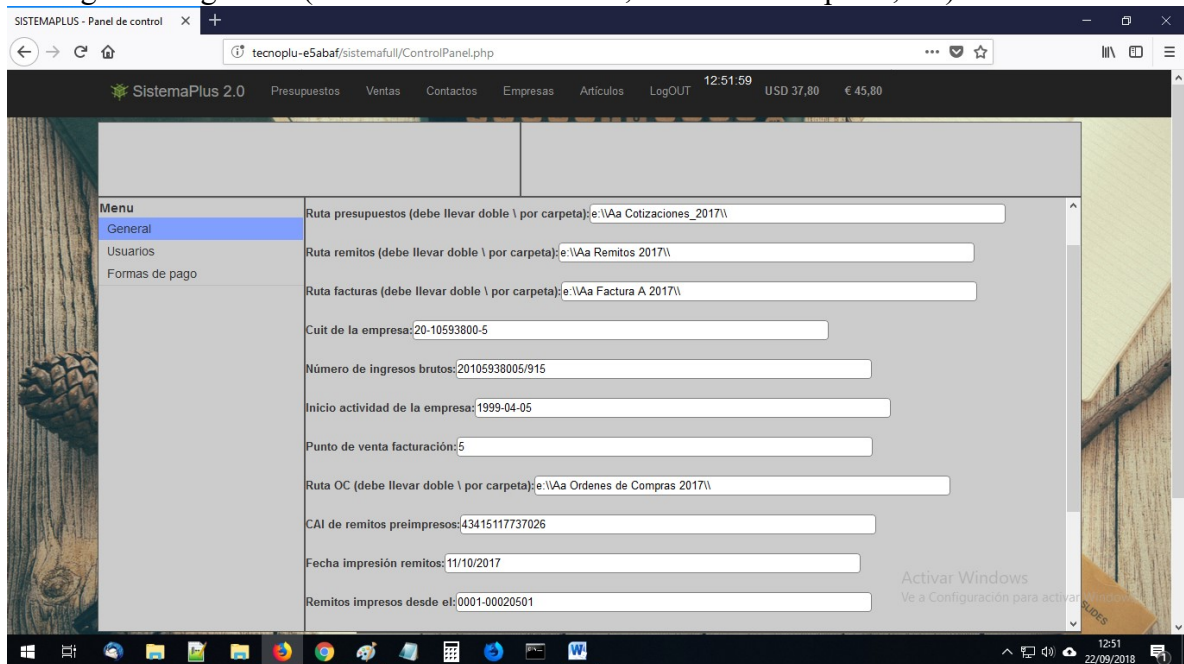 SISTEMAPLUS - Panel de control
tecnoplu-e5abaf/sistemafull/ControlPanel.php
SistemaPlus 2.0 Presupuestos Ventas Contactos Empresas Artículos LogOUT 12:51:59 USD 37,80 € 45,80
Menu
General
Usuarios
Formas de pago
Ruta presupuestos (debe llevar doble \ por carpeta): e:\\Aa Cotizaciones_2017\\
Ruta remitos (debe llevar doble \ por carpeta): e:\\Aa Remitos 2017\\
Ruta facturas (debe llevar doble \ por carpeta): e:\\Aa Factura A 2017\\
Cuit de la empresa: 20-10593800-5
Número de ingresos brutos: 20105938005/915
Inicio actividad de la empresa: 1999-04-05
Punto de venta facturación: 5
Ruta OC (debe llevar doble \ por carpeta): e:\\Aa Ordenes de Compras 2017\\
CAI de remitos preimpresos: 43415117737026
Fecha impresión remitos: 11/10/2017
Remitos impresos desde el: 0001-00020501
Activar Windows
Ve a Configuración para activar Windows.
SLIDES
12:51
22/09/2018